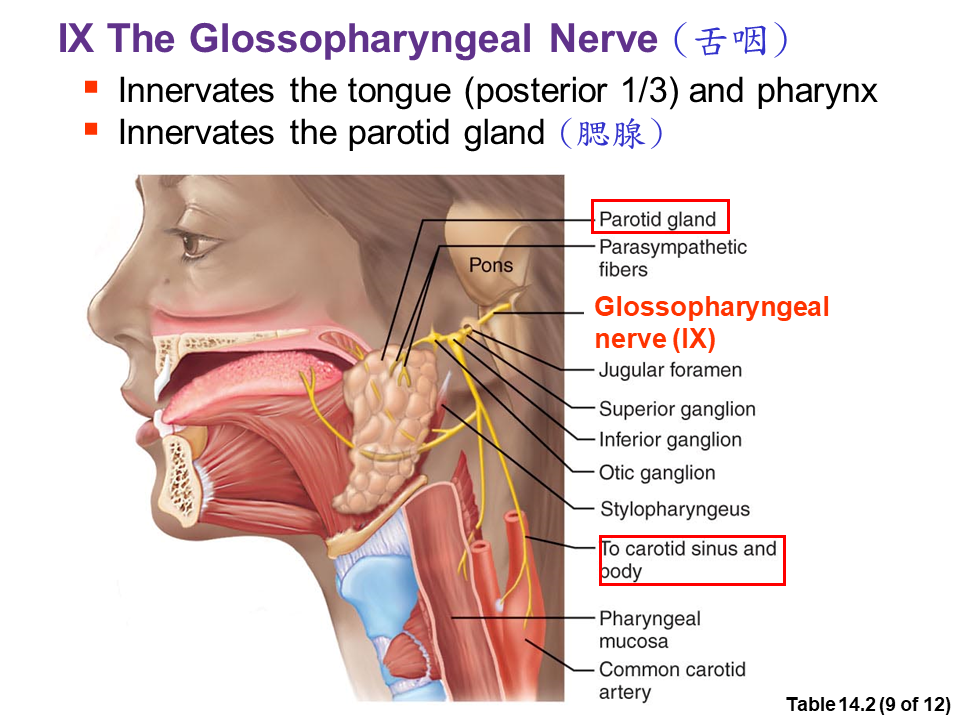 IX The Glossopharyngeal Nerve（舌咽）
▪ Innervates the tongue (posterior 1/3) and pharynx
▪ Innervates the parotid gland（腮腺）
Parotid gland
Parasympathetic
fibers
Pons
Glossopharyngeal
nerve (IX)
Jugular foramen
Superior ganglion
Inferior ganglion
Otic ganglion
Stylopharyngeus
To carotid sinus and
body
Pharyngeal
mucosa
Common carotid
artery
Table 14.2 (9 of 12)